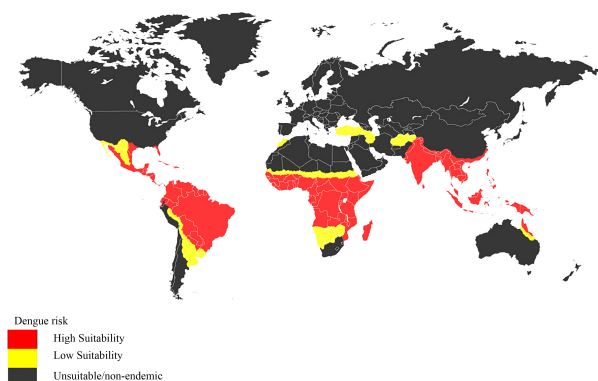 Dengue risk
High Suitability
Low Suitability
Unsuitable/non-endemic